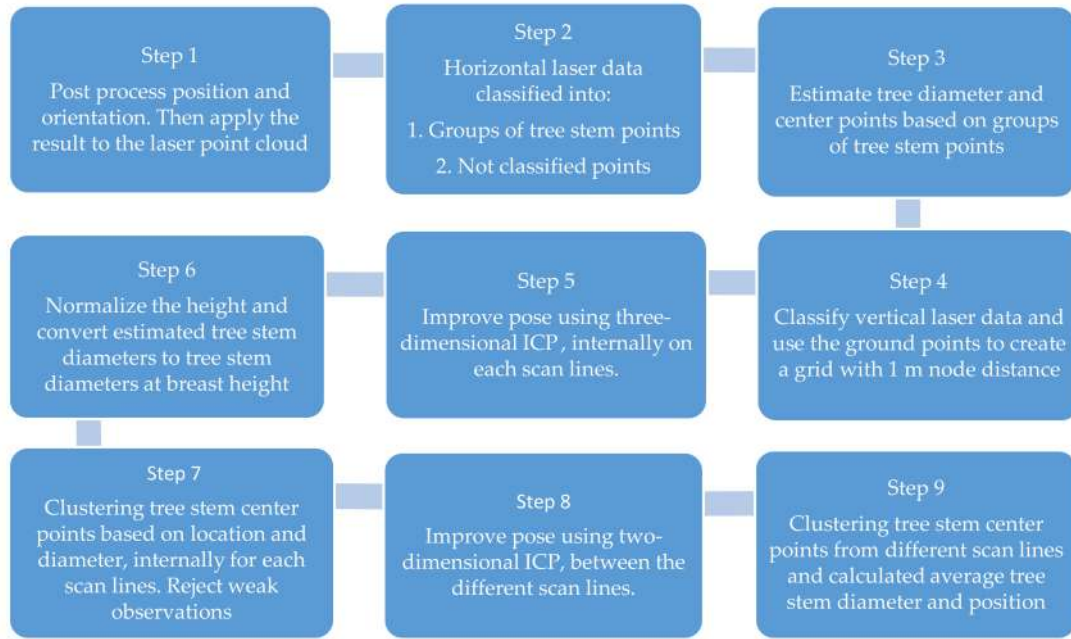 Step 1
Post process position and
orientation. Then apply the
result to the laser point cloud
Step 2
Horizontal laser data
classified into:
1. Groups of tree stem points
2. Not classified points
Step 3
Estimate tree diameter and
center points based on groups
of tree stem points
Step 4
Classify vertical laser data and
use the ground points to create
a grid with 1 m node distance
Step 5
Improve pose using three-
dimensional ICP, internally on
each scan lines.
Step 6
Normalize the height and
convert estimated tree stem
diameters to tree stem
diameters at breast height
Step 7
Clustering tree stem center
points based on location and
diameter, internally for each
scan lines. Reject weak
observations
Step 8
Improve pose using two-
dimensional ICP, between the
different scan lines.
Step 9
Clustering tree stem center
points from different scan lines
and calculated average tree
stem diameter and position